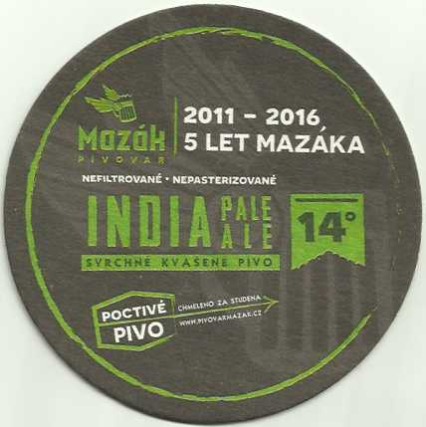 Mazák
PIVOVAR
2011 – 2016
5 LET MAZÁKA
NEFILTROVANÉ • NEPASTERIZOVANÉ
INDIA PALE ALE
14°
SVRCHNĚ KVAŠENÉ PIVO
POCTIVÉ
PIVO
CHMELENO ZA STUDENA
WWW.PIVOVARMAZAK.CZ